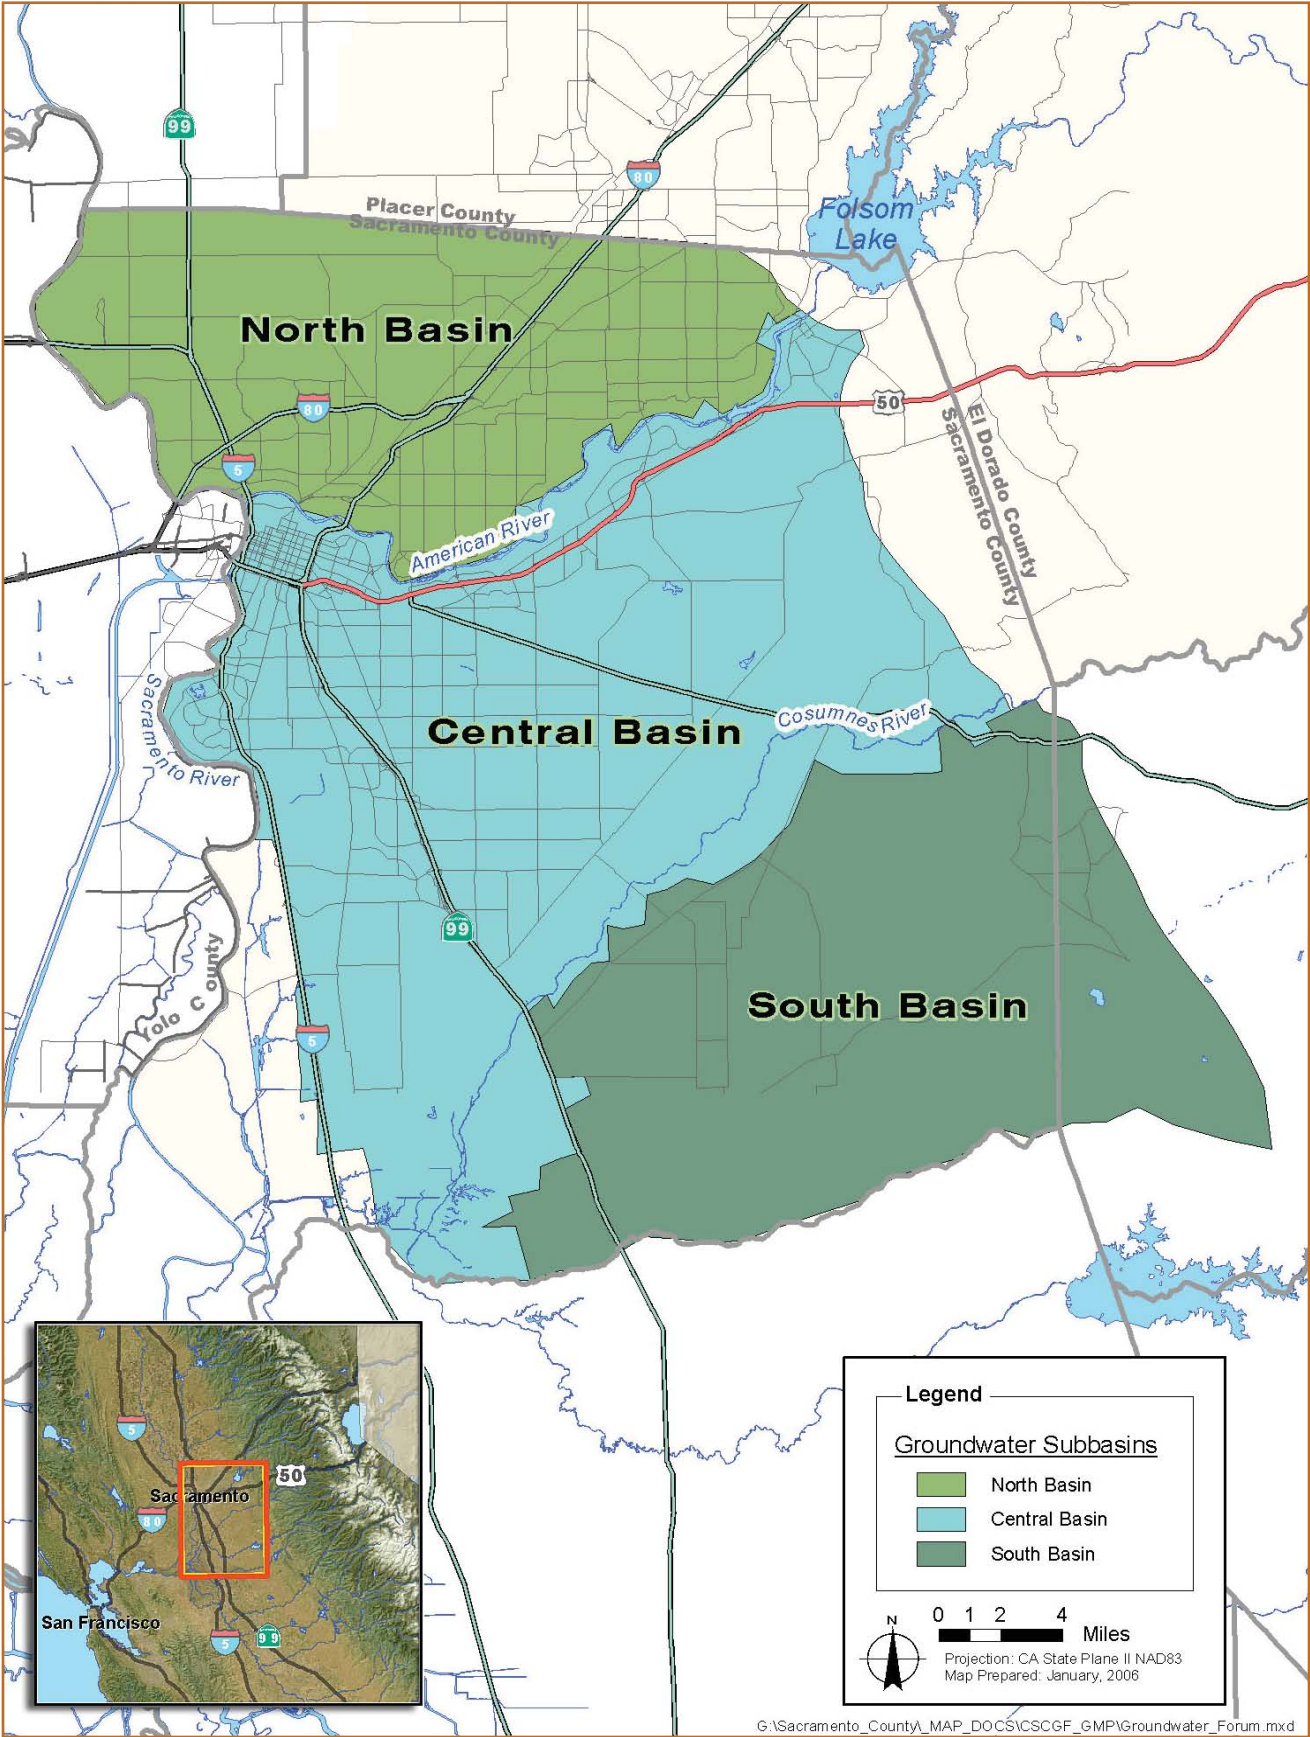 99
80
Placer County
Sacramento County
Folsom
Lake
North Basin
80
50
5
El Dorado County
Sacramento County
American River
Sacramento River
Cosumnes River
Central Basin
99
Yolo County
South Basin
5
5
50
Sacramento
80
San Francisco
5
99
Legend
Groundwater Subbasins
North Basin
Central Basin
South Basin
N
0 1 2 4
Miles
Projection: CA State Plane II NAD83
Map Prepared: January, 2006
G:\Sacramento_County\_MAP_DOCS\CSCGF_GMP\Groundwater_Forum.mxd